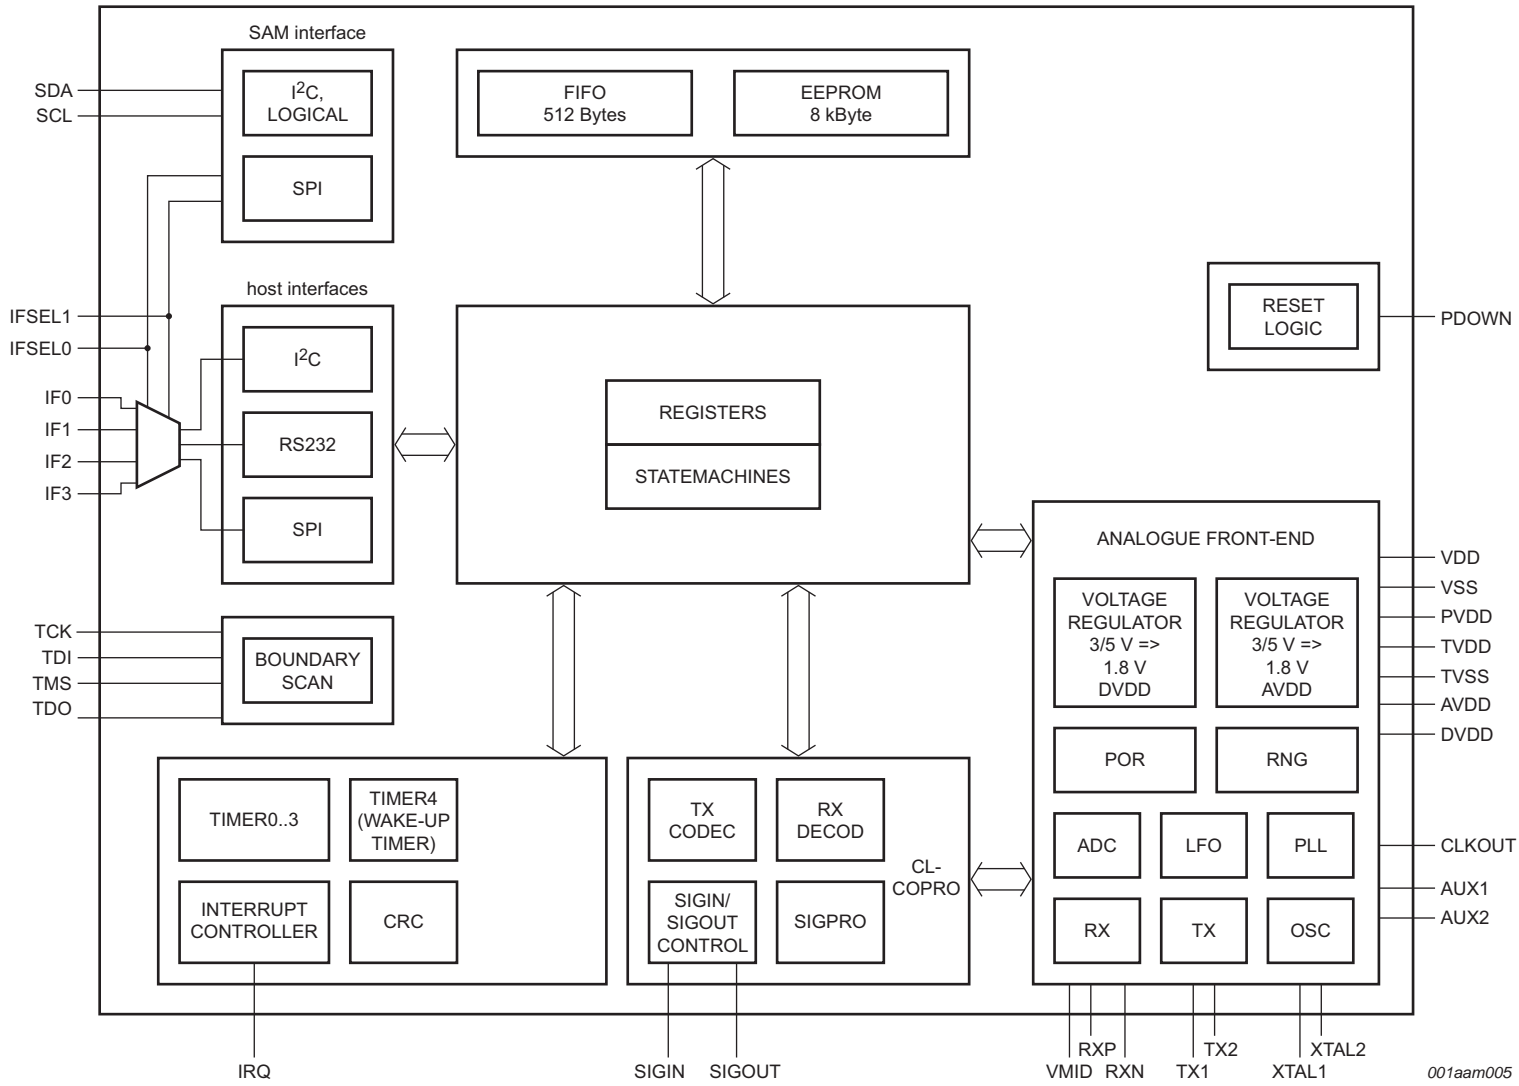 SAM interface
SDA
SCL
I²C,
LOGICAL
SPI
FIFO
512 Bytes
EEPROM
8 kByte
host interfaces
IFSEL1
IFSEL0
IF0
IF1
IF2
IF3
I²C
RS232
SPI
REGISTERS
STATEMACHINES
RESET
LOGIC
PDOWN
TCK
TDI
TMS
TDO
BOUNDARY
SCAN
ANALOGUE FRONT-END
VOLTAGE
REGULATOR
3/5 V =>
1.8 V
DVDD
VOLTAGE
REGULATOR
3/5 V =>
1.8 V
AVDD
POR
RNG
ADC
LFO
PLL
RX
TX
OSC
VDD
VSS
PVDD
TVDD
TVSS
AVDD
DVDD
CLKOUT
AUX1
AUX2
TIMER0..3
TIMER4
(WAKE-UP
TIMER)
INTERRUPT
CONTROLLER
CRC
TX
CODEC
RX
DECOD
SIGIN/
SIGOUT
CONTROL
SIGPRO
CL-
COPRO
IRQ
SIGIN
SIGOUT
VMID
RXP
RXN
TX1
TX2
XTAL1
XTAL2
001aam005